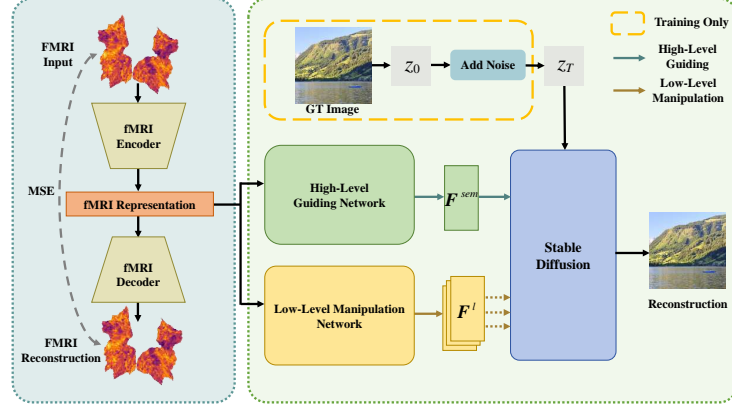 FMRI
Input
fMRI
Encoder
MSE
fMRI Representation
fMRI
Decoder
FMRI
Reconstruction
GT Image
z₀
Add Noise
z_T
Training Only
High-Level
Guiding
Low-Level
Manipulation
High-Level
Guiding Network
F^sem
Low-Level Manipulation
Network
F^l
Stable
Diffusion
Reconstruction